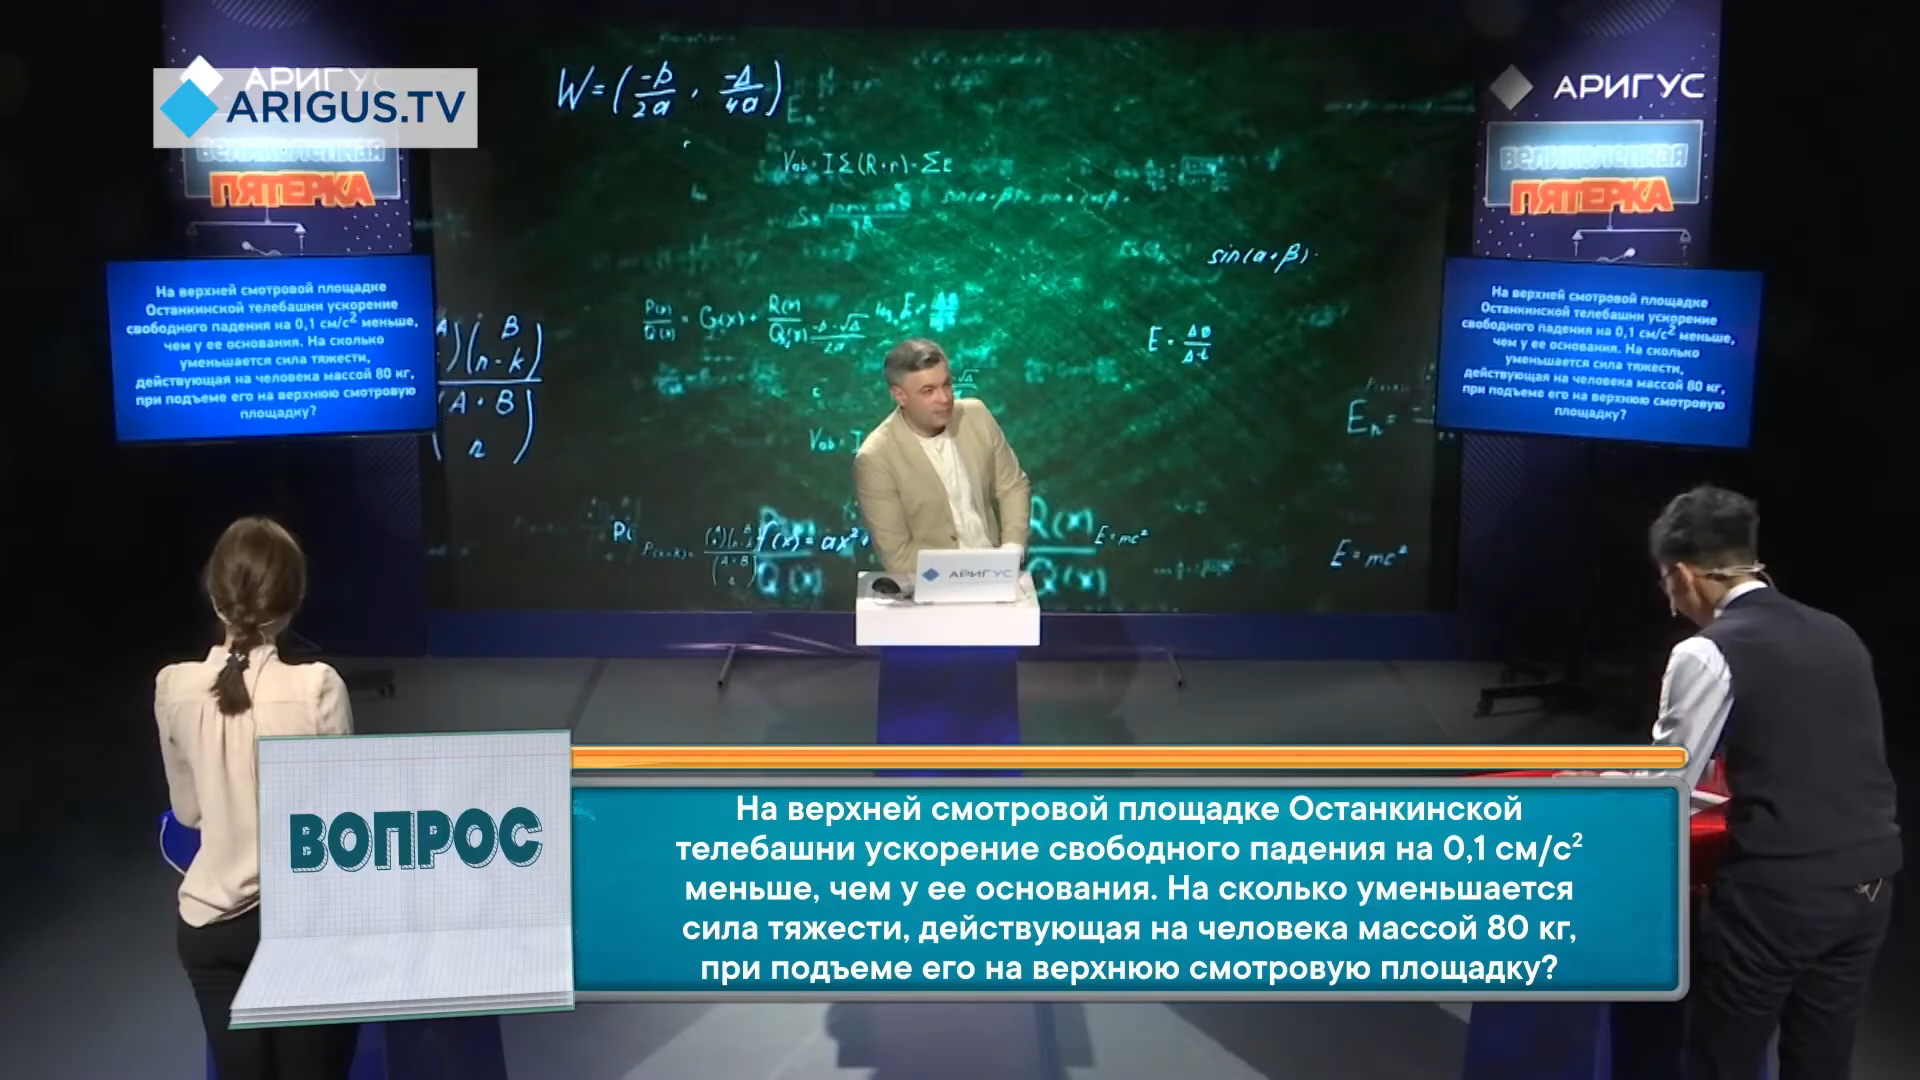 АРИГУС
ARIGUS.TV
великолепная
ПЯТЕРКА
АРИГУС
великолепная
ПЯТЕРКА
На верхней смотровой площадке
Останкинской телебашни ускорение
свободного падения на 0,1 см/с² меньше,
чем у ее основания. На сколько
уменьшается сила тяжести,
действующая на человека массой 80 кг,
при подъеме его на верхнюю смотровую
площадку?
На верхней смотровой площадке
Останкинской телебашни ускорение
свободного падения на 0,1 см/с² меньше,
чем у ее основания. На сколько
уменьшается сила тяжести,
действующая на человека массой 80 кг,
при подъеме его на верхнюю смотровую
площадку?
W=(-b/2a, -Δ/4a)
Vab = I Σ(R+r) - ΣE
sin(α+β)
E = ΔΦ/Δt
E=mc²
E=mc²
АРИГУС
ВОПРОС
На верхней смотровой площадке Останкинской
телебашни ускорение свободного падения на 0,1 см/с²
меньше, чем у ее основания. На сколько уменьшается
сила тяжести, действующая на человека массой 80 кг,
при подъеме его на верхнюю смотровую площадку?